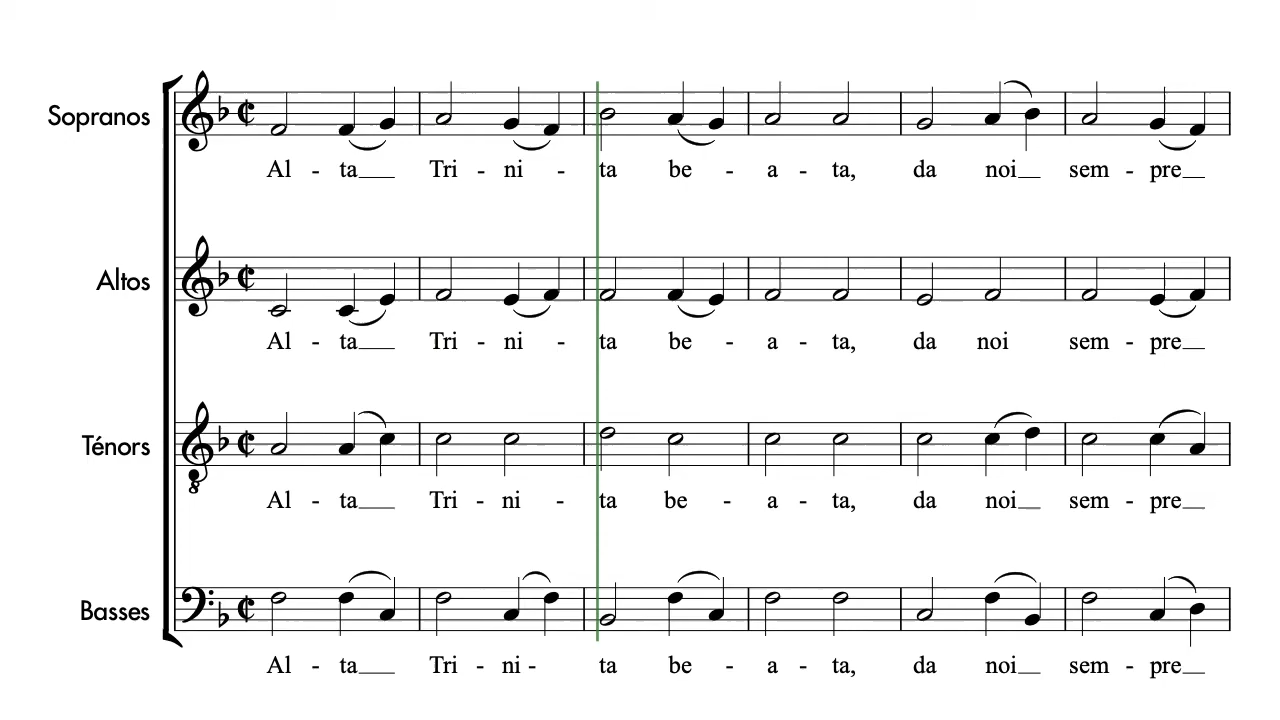 Sopranos
Al - ta__ Tri - ni - ta be - a - ta, da noi__ sem - pre__
Altos
Al - ta__ Tri - ni - ta be - a - ta, da noi sem - pre__
Ténors
8
Al - ta__ Tri - ni - ta be - a - ta, da noi__ sem - pre__
Basses
Al - ta__ Tri - ni - ta be - a - ta, da noi__ sem - pre__